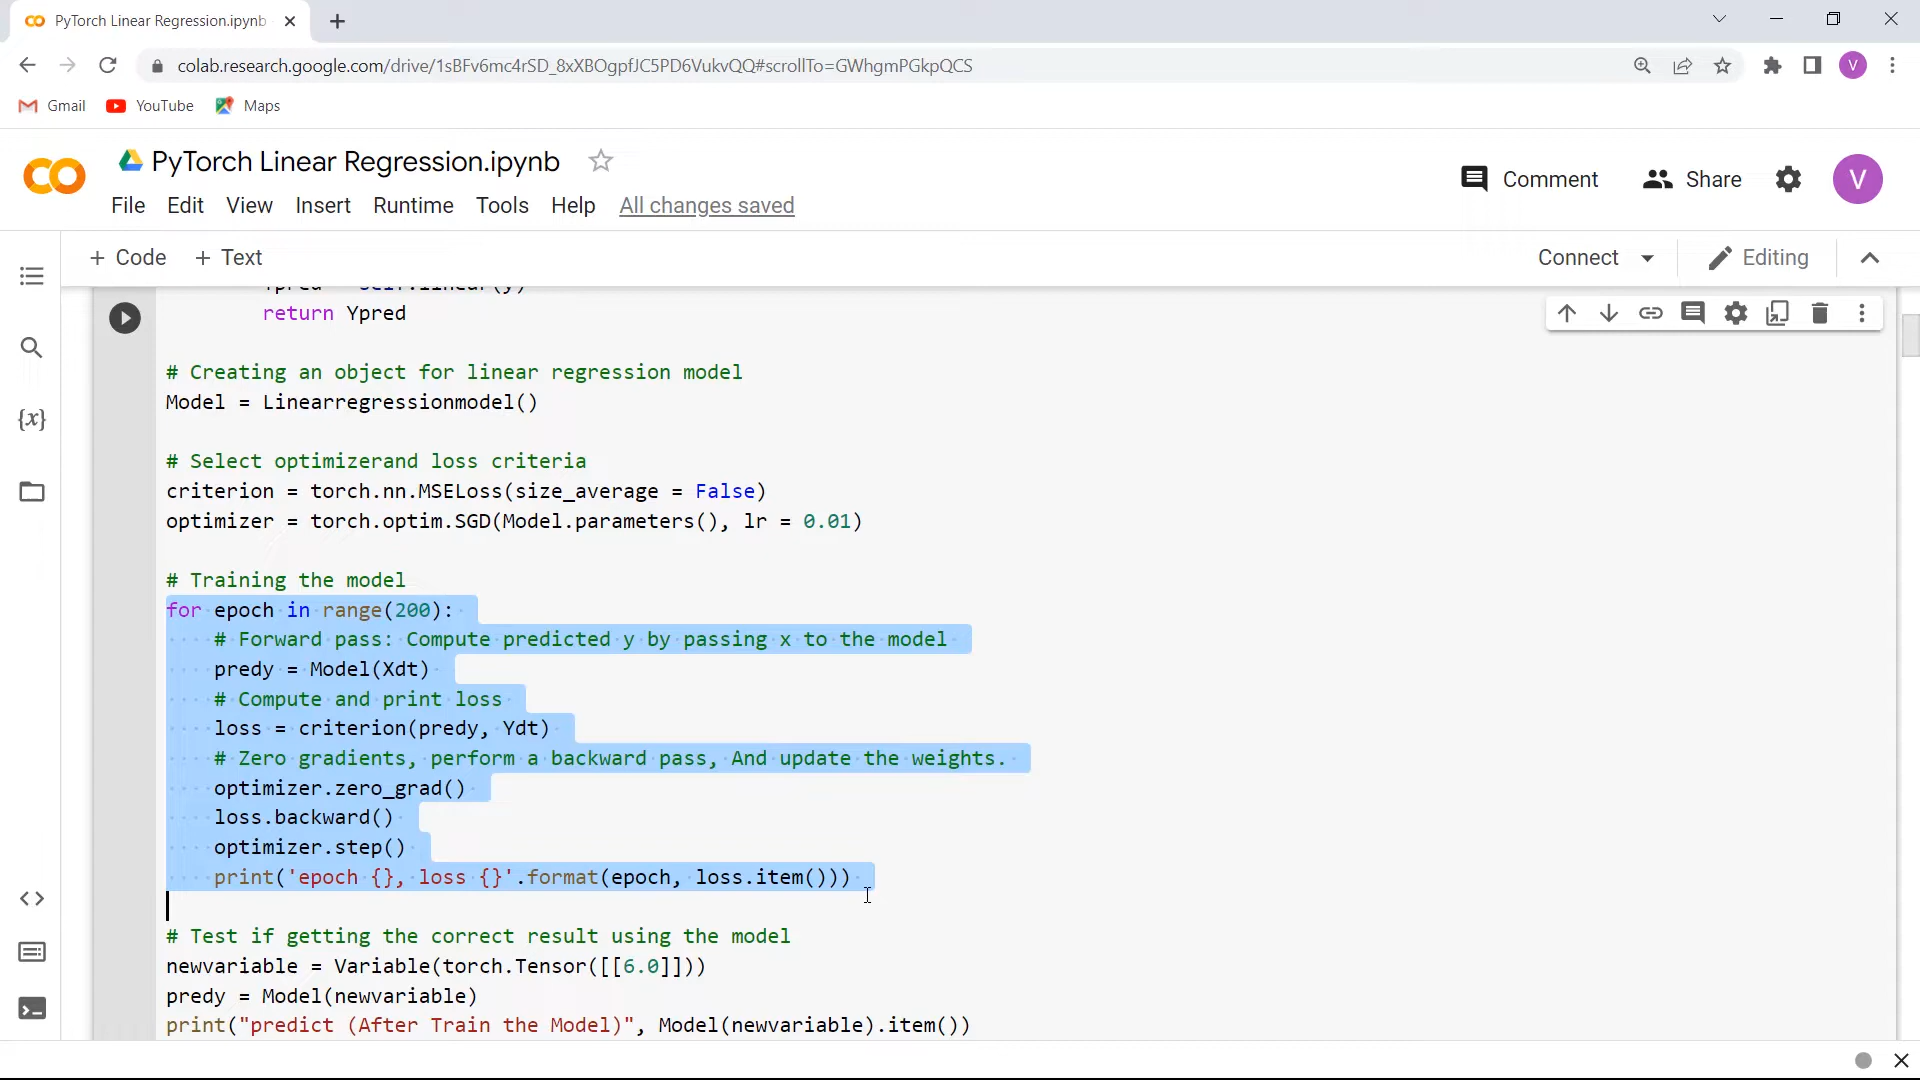 PyTorch Linear Regression.ipynb
colab.research.google.com/drive/1sBFv6mc4rSD_8xXBOgpfJC5PD6VukvQQ#scrollTo=GWhgmPGkpQCS
V
Gmail YouTube Maps
PyTorch Linear Regression.ipynb
Comment Share V
File Edit View Insert Runtime Tools Help All changes saved
+ Code + Text Connect Editing
Ypred = self.linear(y)
return Ypred
# Creating an object for linear regression model
Model = Linearregressionmodel()
# Select optimizerand loss criteria
criterion = torch.nn.MSELoss(size_average = False)
optimizer = torch.optim.SGD(Model.parameters(), lr = 0.01)
# Training the model
for epoch in range(200):
# Forward pass: Compute predicted y by passing x to the model
predy = Model(Xdt)
# Compute and print loss
loss = criterion(predy, Ydt)
# Zero gradients, perform a backward pass, And update the weights.
optimizer.zero_grad()
loss.backward()
optimizer.step()
print('epoch {}, loss {}'.format(epoch, loss.item()))
# Test if getting the correct result using the model
newvariable = Variable(torch.Tensor([[6.0]]))
predy = Model(newvariable)
print("predict (After Train the Model)", Model(newvariable).item())